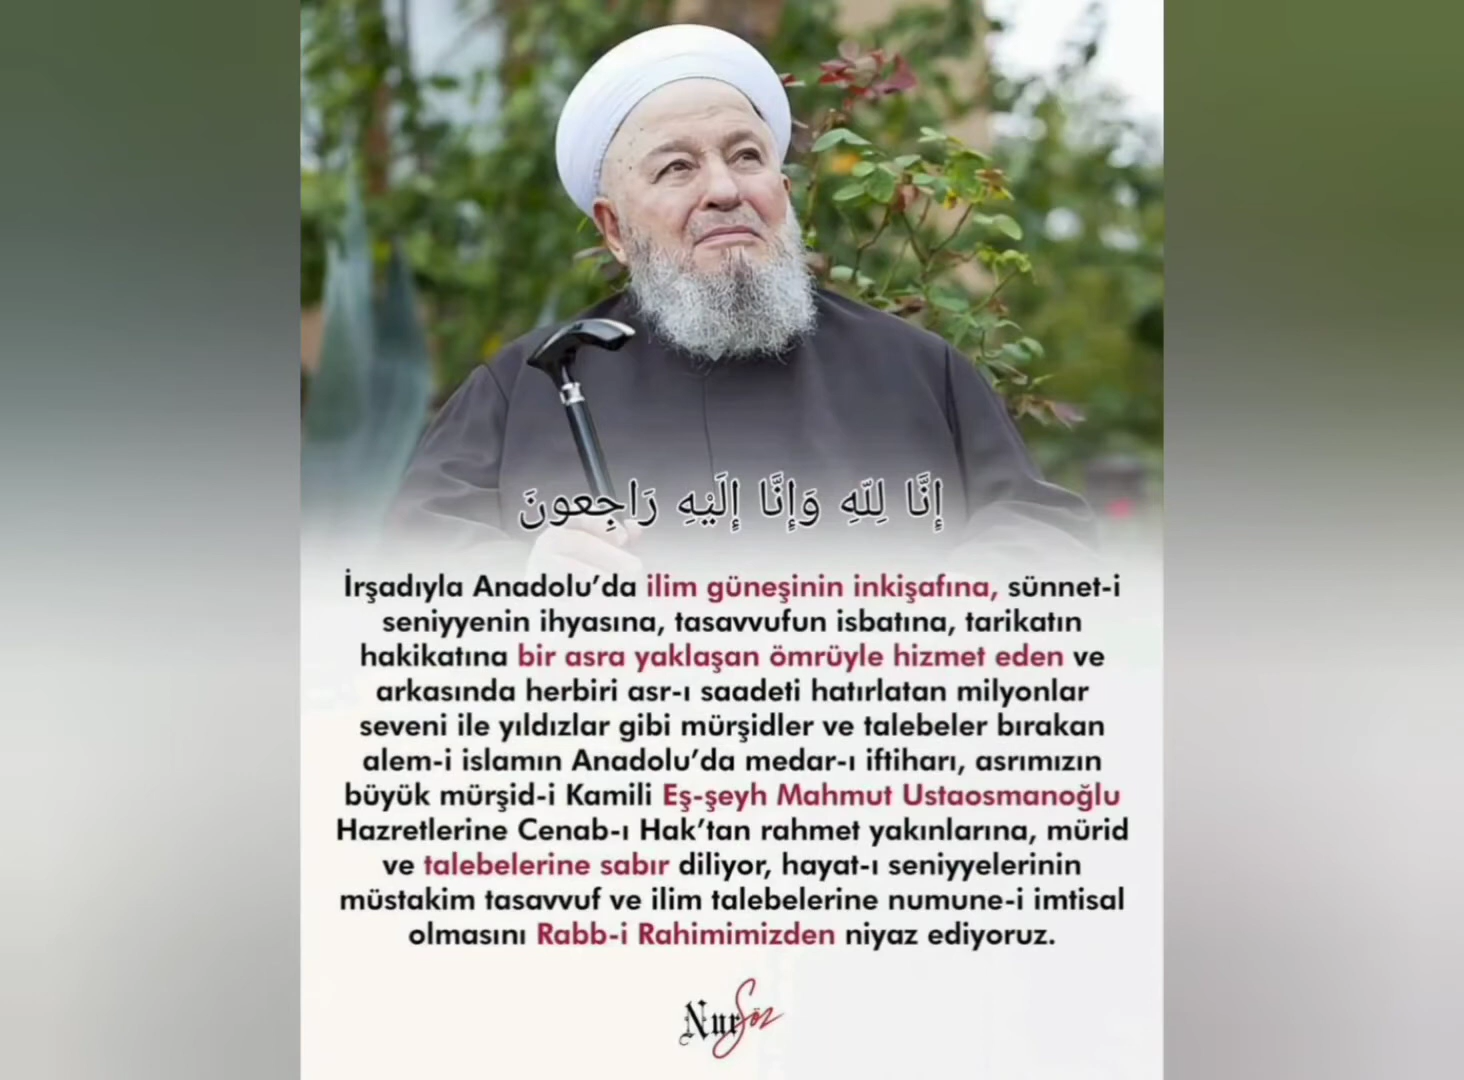 إِنَّا لِلّٰهِ وَإِنَّا إِلَيْهِ رَاجِعونَ
İrşadıyla Anadolu’da ilim güneşinin inkişafına, sünnet-i
seniyyenin ihyasına, tasavvufun isbatına, tarikatın
hakikatına bir asra yaklaşan ömrüyle hizmet eden ve
arkasında herbiri asr-ı saadeti hatırlatan milyonlar
seveni ile yıldızlar gibi mürşidler ve talebeler bırakan
alem-i islamın Anadolu’da medar-ı iftiharı, asrımızın
büyük mürşid-i Kamili Eş-şeyh Mahmut Ustaosmanoğlu
Hazretlerine Cenab-ı Hak’tan rahmet yakınlarına, mürid
ve talebelerine sabır diliyor, hayat-ı seniyyelerinin
müstakim tasavvuf ve ilim talebelerine numune-i imtisal
olmasını Rabb-i Rahimimizden niyaz ediyoruz.
Nur Söz